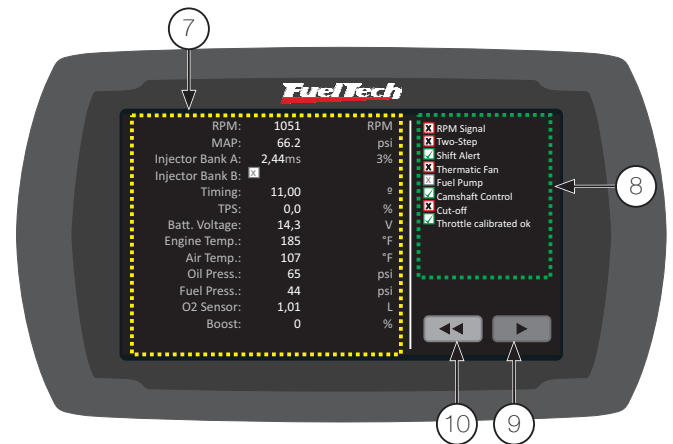 7
FuelTech
RPM: 1051 RPM
MAP: 66.2 psi
Injector Bank A: 2,44ms 3%
Injector Bank B: x
Timing: 11,00 º
TPS: 0,0 %
Batt. Voltage: 14,3 V
Engine Temp.: 185 °F
Air Temp.: 107 °F
Oil Press.: 65 psi
Fuel Press.: 44 psi
O2 Sensor: 1,01 L
Boost: 0 %
x RPM Signal
x Two-Step
✓ Shift Alert
x Thermatic Fan
x Fuel Pump
✓ Camshaft Control
x Cut-off
✓ Throttle calibrated ok
8
10
9